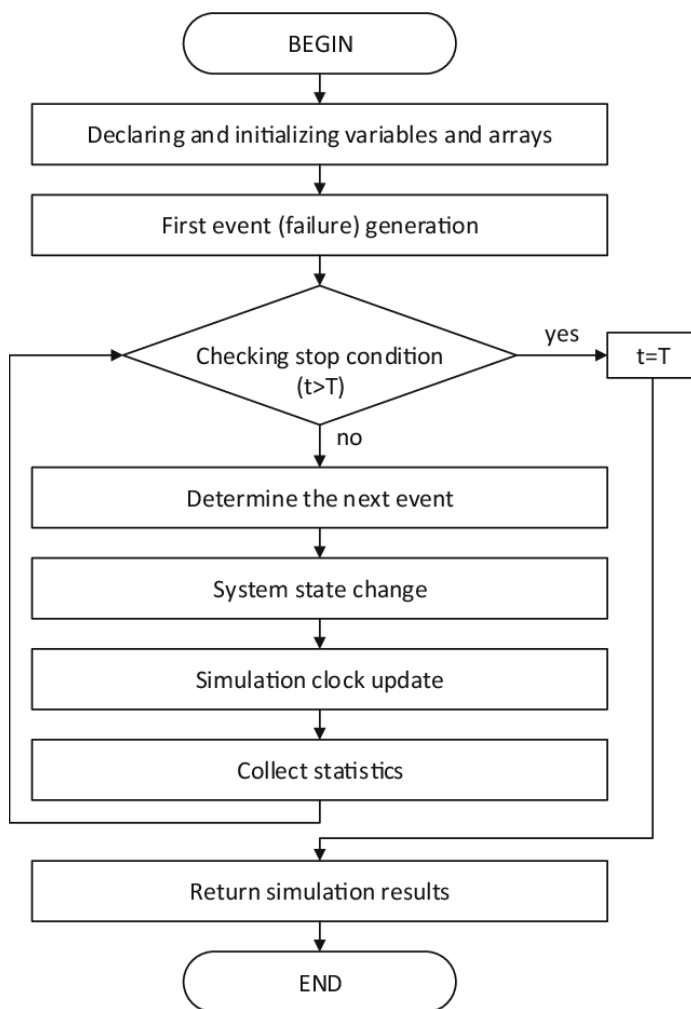 BEGIN
Declaring and initializing variables and arrays
First event (failure) generation
Checking stop condition
(t>T)
yes
t=T
no
Determine the next event
System state change
Simulation clock update
Collect statistics
Return simulation results
END